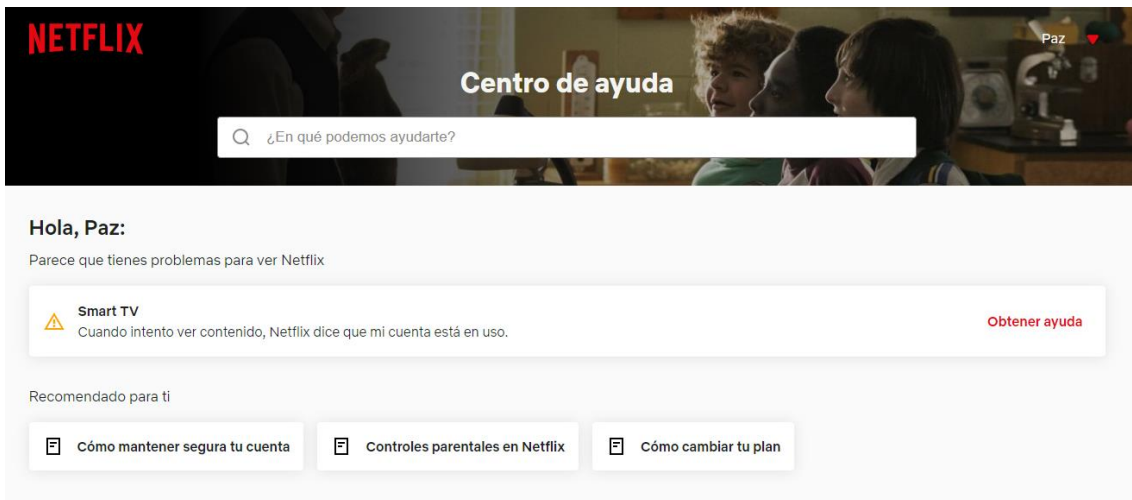 NETFLIX
Paz
Centro de ayuda
¿En qué podemos ayudarte?
Hola, Paz:
Parece que tienes problemas para ver Netflix
Smart TV
Cuando intento ver contenido, Netflix dice que mi cuenta está en uso.
Obtener ayuda
Recomendado para ti
Cómo mantener segura tu cuenta
Controles parentales en Netflix
Cómo cambiar tu plan